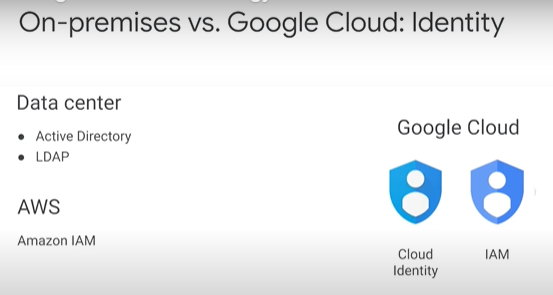 On-premises vs. Google Cloud: Identity
Data center
• Active Directory
• LDAP
AWS
Amazon IAM
Google Cloud
Cloud
Identity
IAM